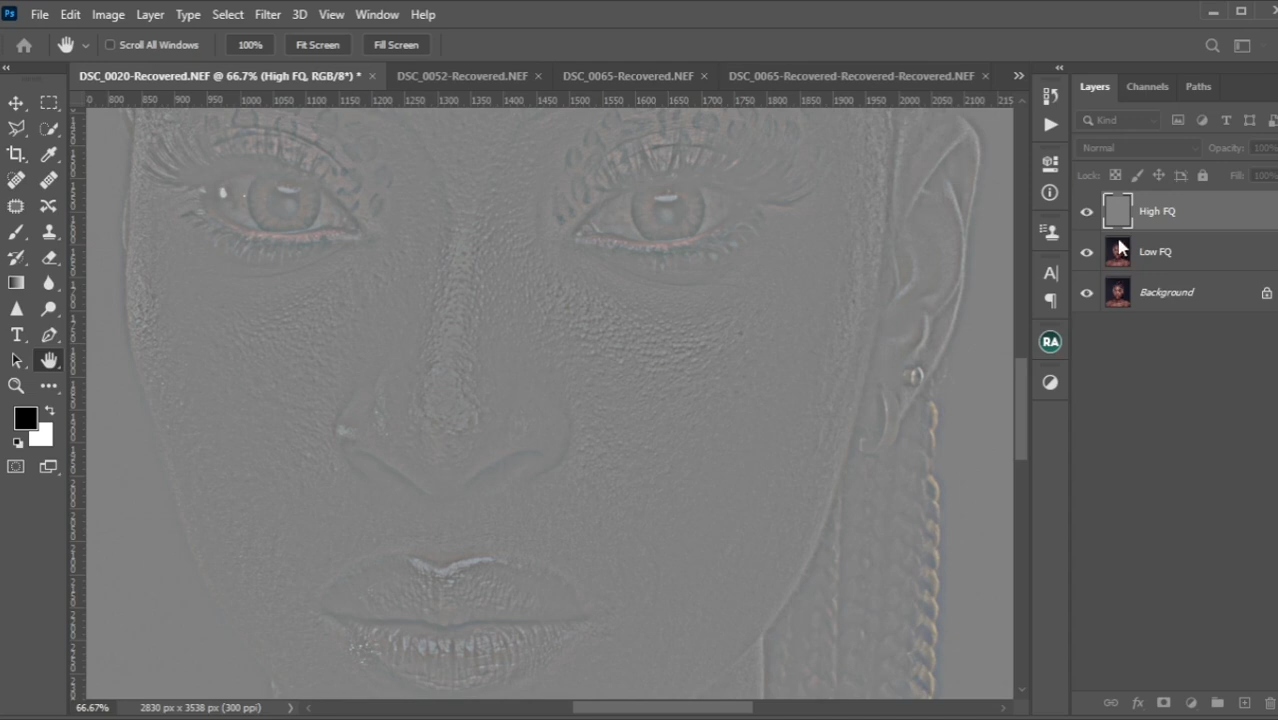 Ps File Edit Image Layer Type Select Filter 3D View Window Help
Scroll All Windows 100% Fit Screen Fill Screen
DSC_0020-Recovered.NEF @ 66.7% (High FQ, RGB/8*) * × DSC_0052-Recovered.NEF × DSC_0065-Recovered.NEF × DSC_0065-Recovered-Recovered-Recovered.NEF ×
Layers Channels Paths
0 800 850 900 950 1000 1050 1100 1150 1200 1250 1300 1350 1400 1450 1500 1550 1600 1650 1700 1750 1800 1850 1900 1950 2000 2050 2100 215
Kind
Normal Opacity: 100%
Lock: Fill: 100%
High FQ
Low FQ
Background
RA
66.67% 2830 px x 3538 px (300 ppi)